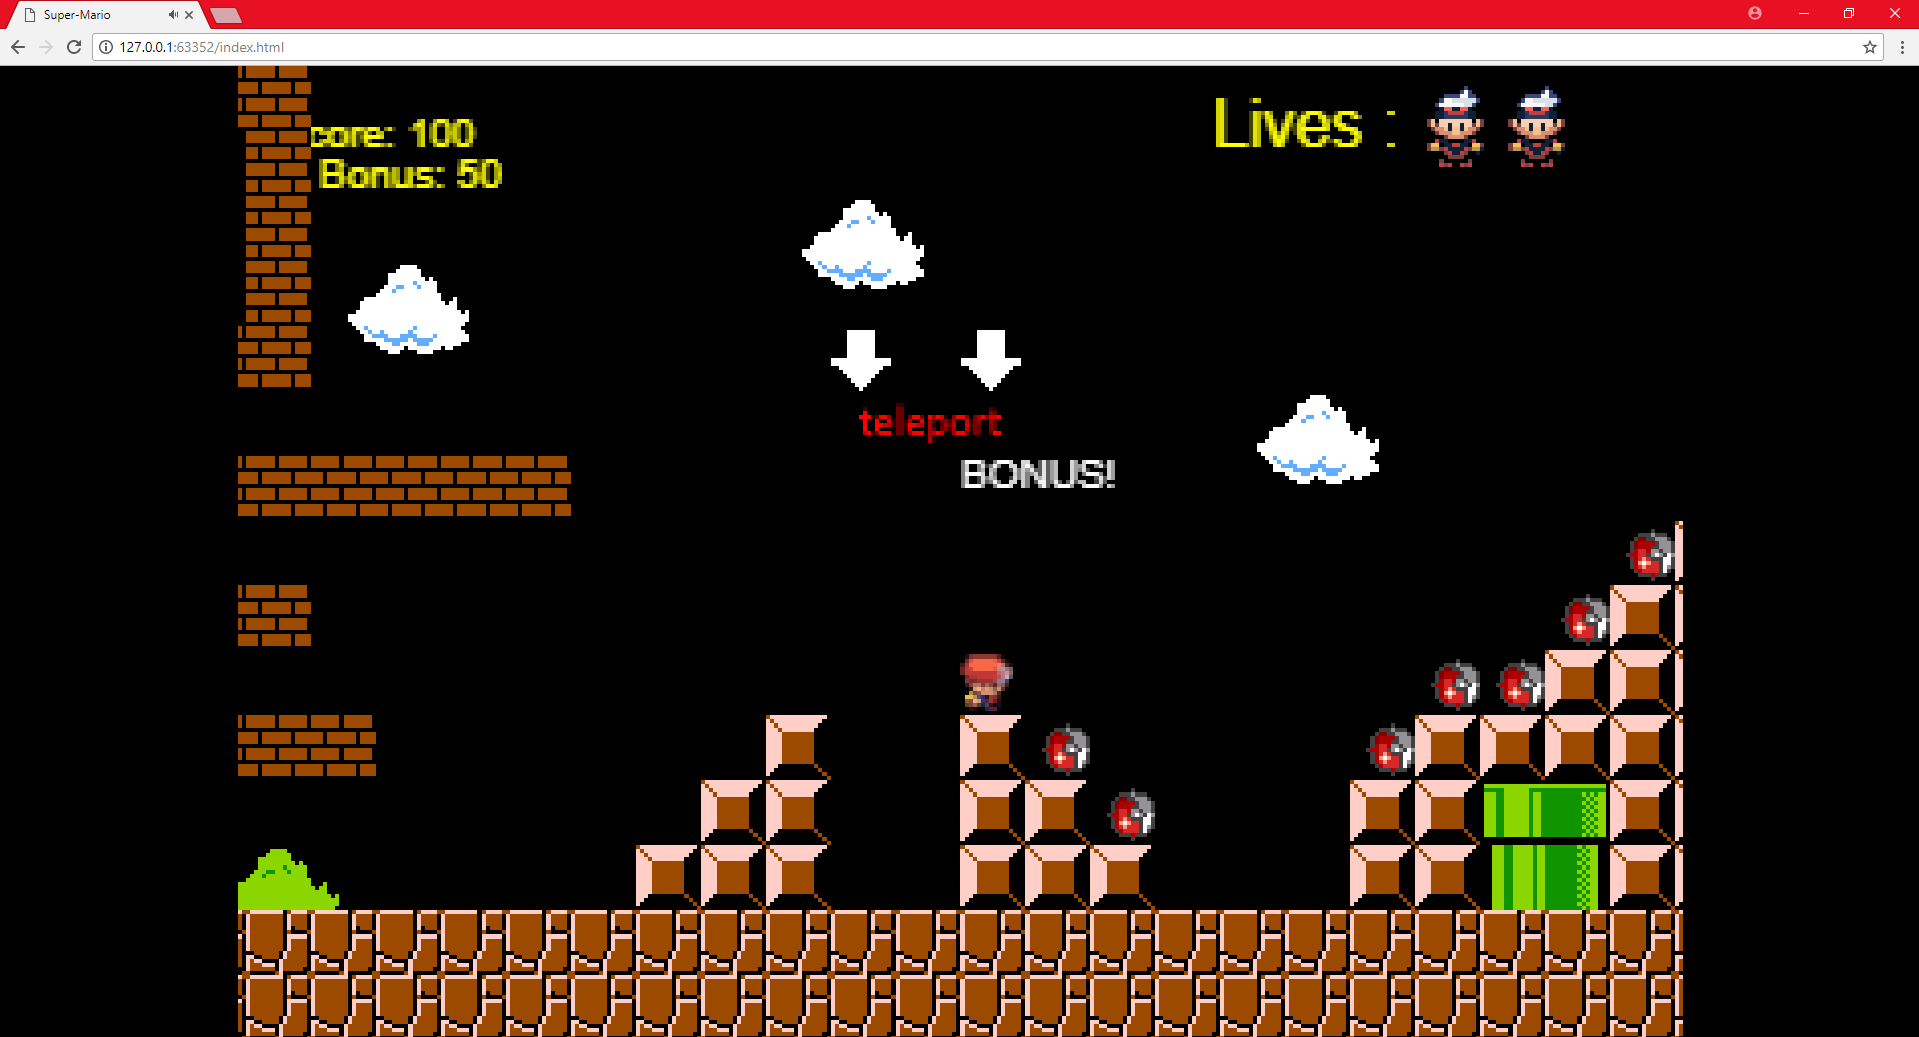 Super-Mario
127.0.0.1:63352/index.html
core: 100
Bonus: 50
Lives :
teleport
BONUS!